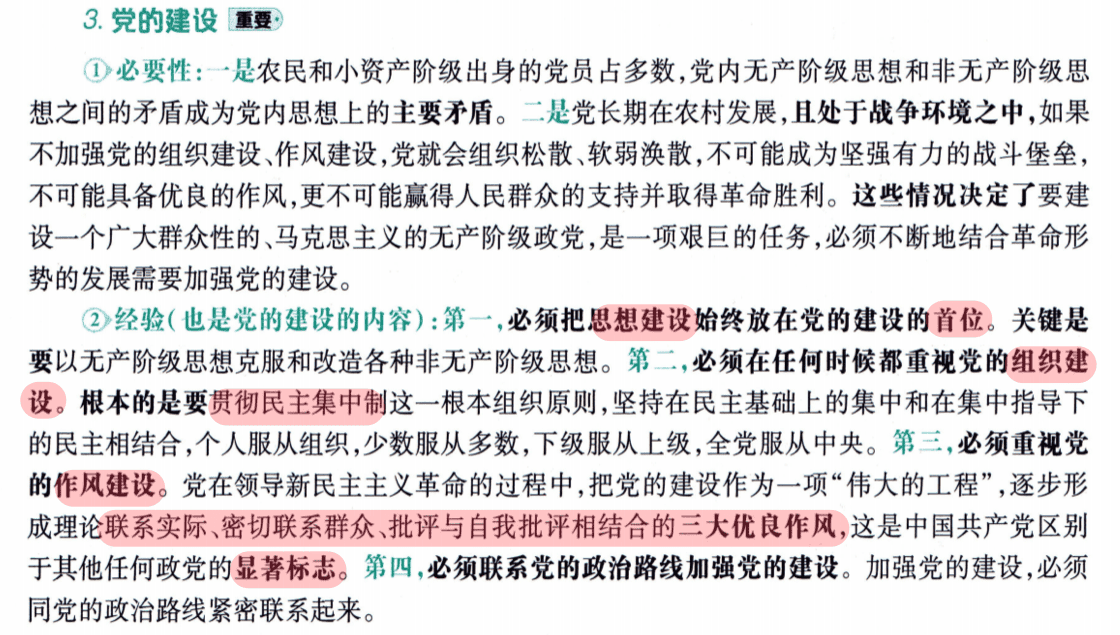 3. 党的建设 重要
①必要性:一是农民和小资产阶级出身的党员占多数,党内无产阶级思想和非无产阶级思
想之间的矛盾成为党内思想上的主要矛盾。二是党长期在农村发展,且处于战争环境之中,如果
不加强党的组织建设、作风建设,党就会组织松散、软弱涣散,不可能成为坚强有力的战斗堡垒,
不可能具备优良的作风,更不可能赢得人民群众的支持并取得革命胜利。这些情况决定了要建
设一个广大群众性的、马克思主义的无产阶级政党,是一项艰巨的任务,必须不断地结合革命形
势的发展需要加强党的建设。
②经验(也是党的建设的内容):第一,必须把思想建设始终放在党的建设的首位。关键是
要以无产阶级思想克服和改造各种非无产阶级思想。第二,必须在任何时候都重视党的组织建
设。根本的是要贯彻民主集中制这一根本组织原则,坚持在民主基础上的集中和在集中指导下
的民主相结合,个人服从组织,少数服从多数,下级服从上级,全党服从中央。第三,必须重视党
的作风建设。党在领导新民主主义革命的过程中,把党的建设作为一项“伟大的工程”,逐步形
成理论联系实际、密切联系群众、批评与自我批评相结合的三大优良作风,这是中国共产党区别
于其他任何政党的显著标志。第四,必须联系党的政治路线加强党的建设。加强党的建设,必须
同党的政治路线紧密联系起来。